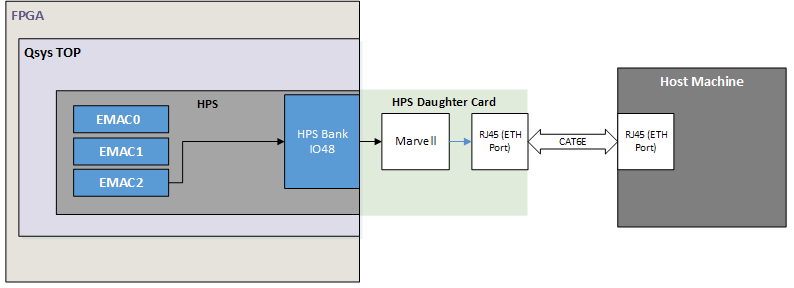 FPGA
Qsys TOP
HPS
EMAC0
EMAC1
EMAC2
HPS Bank
IO48
HPS Daughter Card
Marvell
RJ45 (ETH
Port)
CAT6E
Host Machine
RJ45 (ETH
Port)